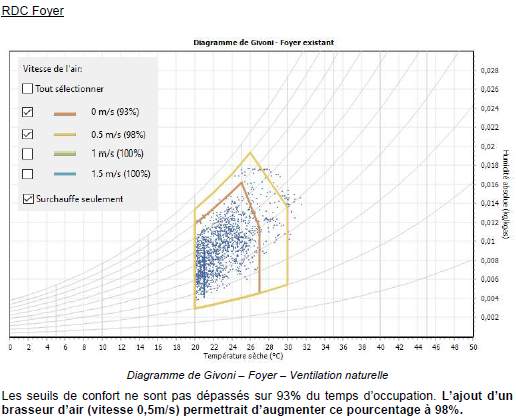 RDC Foyer
Diagramme de Givoni - Foyer existant
Vitesse de l'air:
Tout sélectionner
0 m/s (93%)
0.5 m/s (98%)
1 m/s (100%)
1.5 m/s (100%)
Surchauffe seulement
0,028
0,026
0,024
0,022
0,02
0,018
0,016
0,014
0,012
0,01
0,008
0,006
0,004
0,002
Humidité absolue (kg/kgas)
0 2 4 6 8 10 12 14 16 18 20 22 24 26 28 30 32 34 36 38 40 42 44 46 48 50
Température sèche (°C)
Diagramme de Givoni – Foyer – Ventilation naturelle
Les seuils de confort ne sont pas dépassés sur 93% du temps d'occupation. L'ajout d'un
brasseur d'air (vitesse 0,5m/s) permettrait d'augmenter ce pourcentage à 98%.